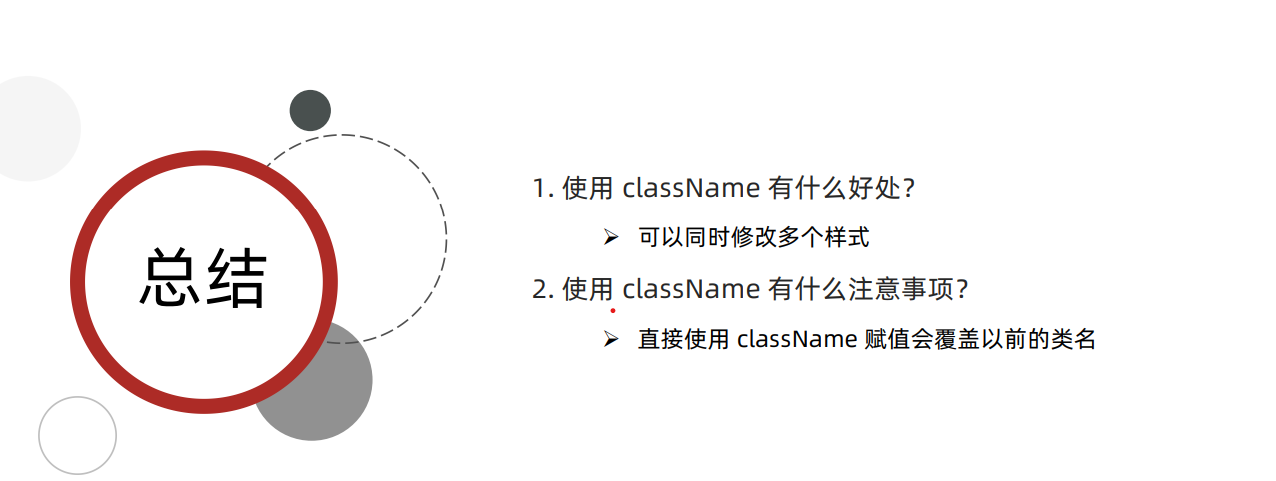 总结
1. 使用 className 有什么好处？
➢ 可以同时修改多个样式
2. 使用 className 有什么注意事项？
➢ 直接使用 className 赋值会覆盖以前的类名